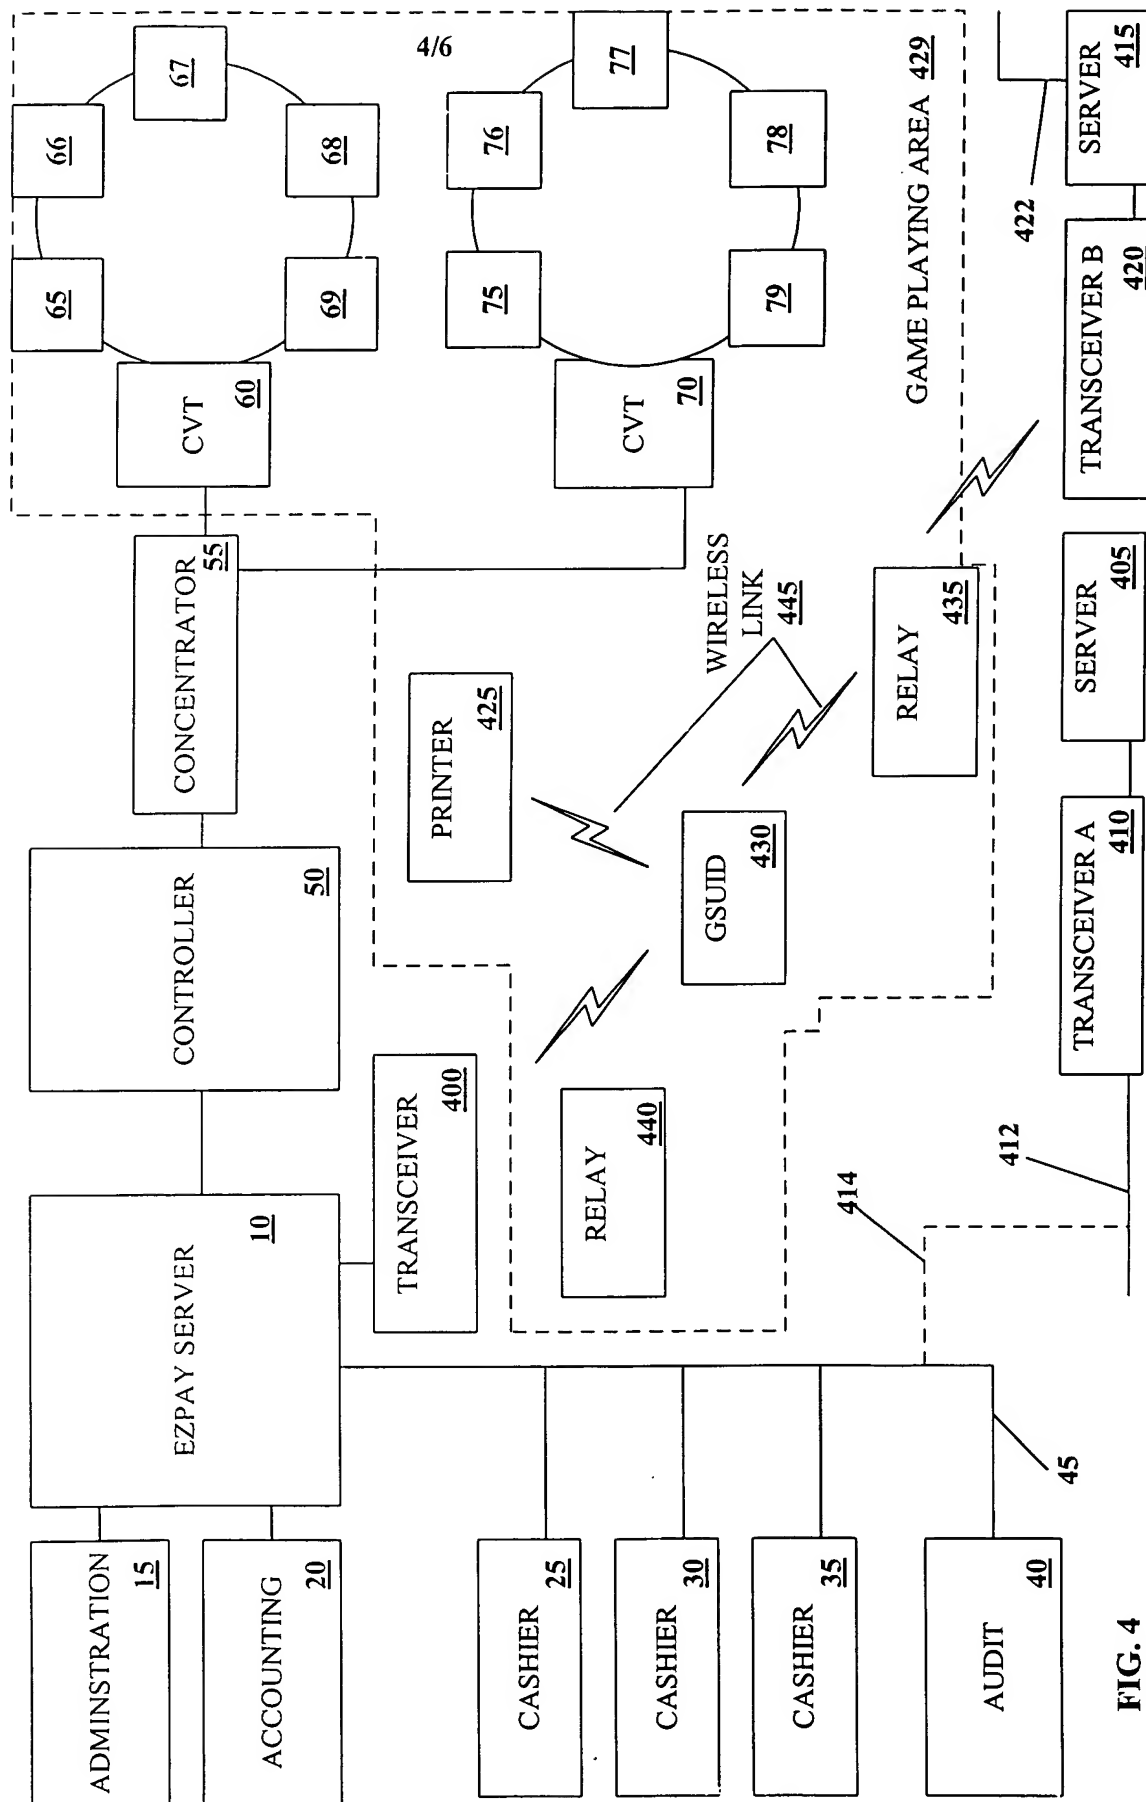 4/6
ADMINSTRATION
15
ACCOUNTING
20
EZPAY SERVER
10
CONTROLLER
50
CONCENTRATOR
55
CVT
60
65
66
67
68
69
CVT
70
75
76
77
78
79
TRANSCEIVER
400
PRINTER
425
CASHIER
25
CASHIER
30
CASHIER
35
AUDIT
40
45
RELAY
440
GSUID
430
WIRELESS
LINK
445
RELAY
435
GAME PLAYING AREA 429
414
412
TRANSCEIVER A
410
SERVER
405
TRANSCEIVER B
420
SERVER
415
422
FIG. 4